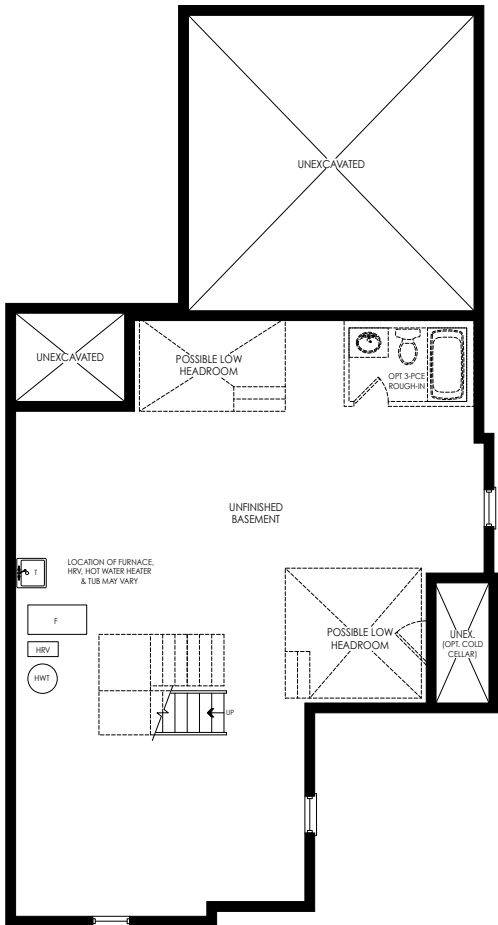 UNEXCAVATED
UNEXCAVATED
POSSIBLE LOW
HEADROOM
OPT 3-PCE
ROUGH-IN
UNFINISHED
BASEMENT
LOCATION OF FURNACE,
HRV, HOT WATER HEATER
& TUB MAY VARY
T
F
HRV
HWT
UP
POSSIBLE LOW
HEADROOM
UNEX.
(OPT. COLD
CELLAR)